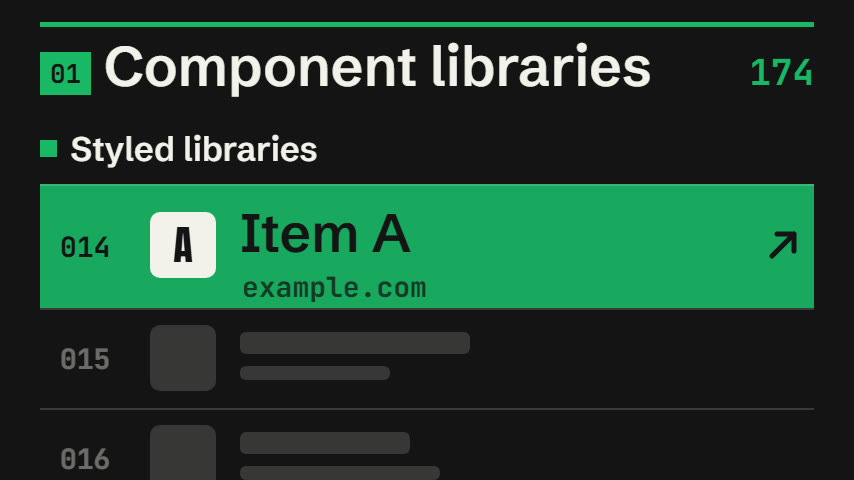 01 Component libraries 174
Styled libraries
014 A Item A
example.com
015
016